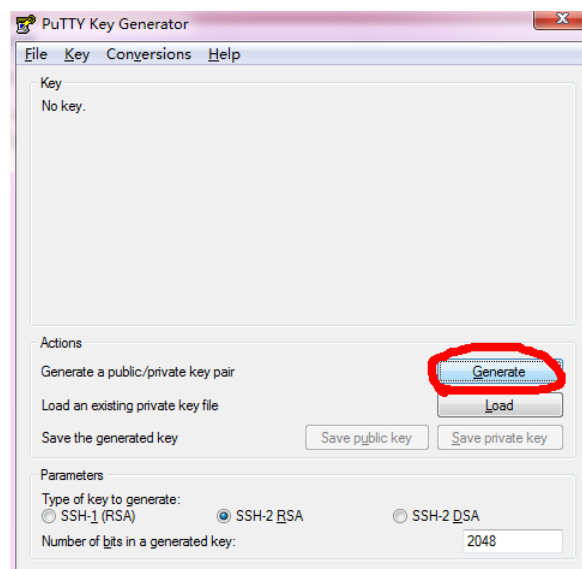 PuTTY Key Generator
File Key Conversions Help
Key
No key.
Actions
Generate a public/private key pair
Generate
Load an existing private key file
Load
Save the generated key
Save public key
Save private key
Parameters
Type of key to generate:
SSH-1 (RSA)
SSH-2 RSA
SSH-2 DSA
Number of bits in a generated key:
2048